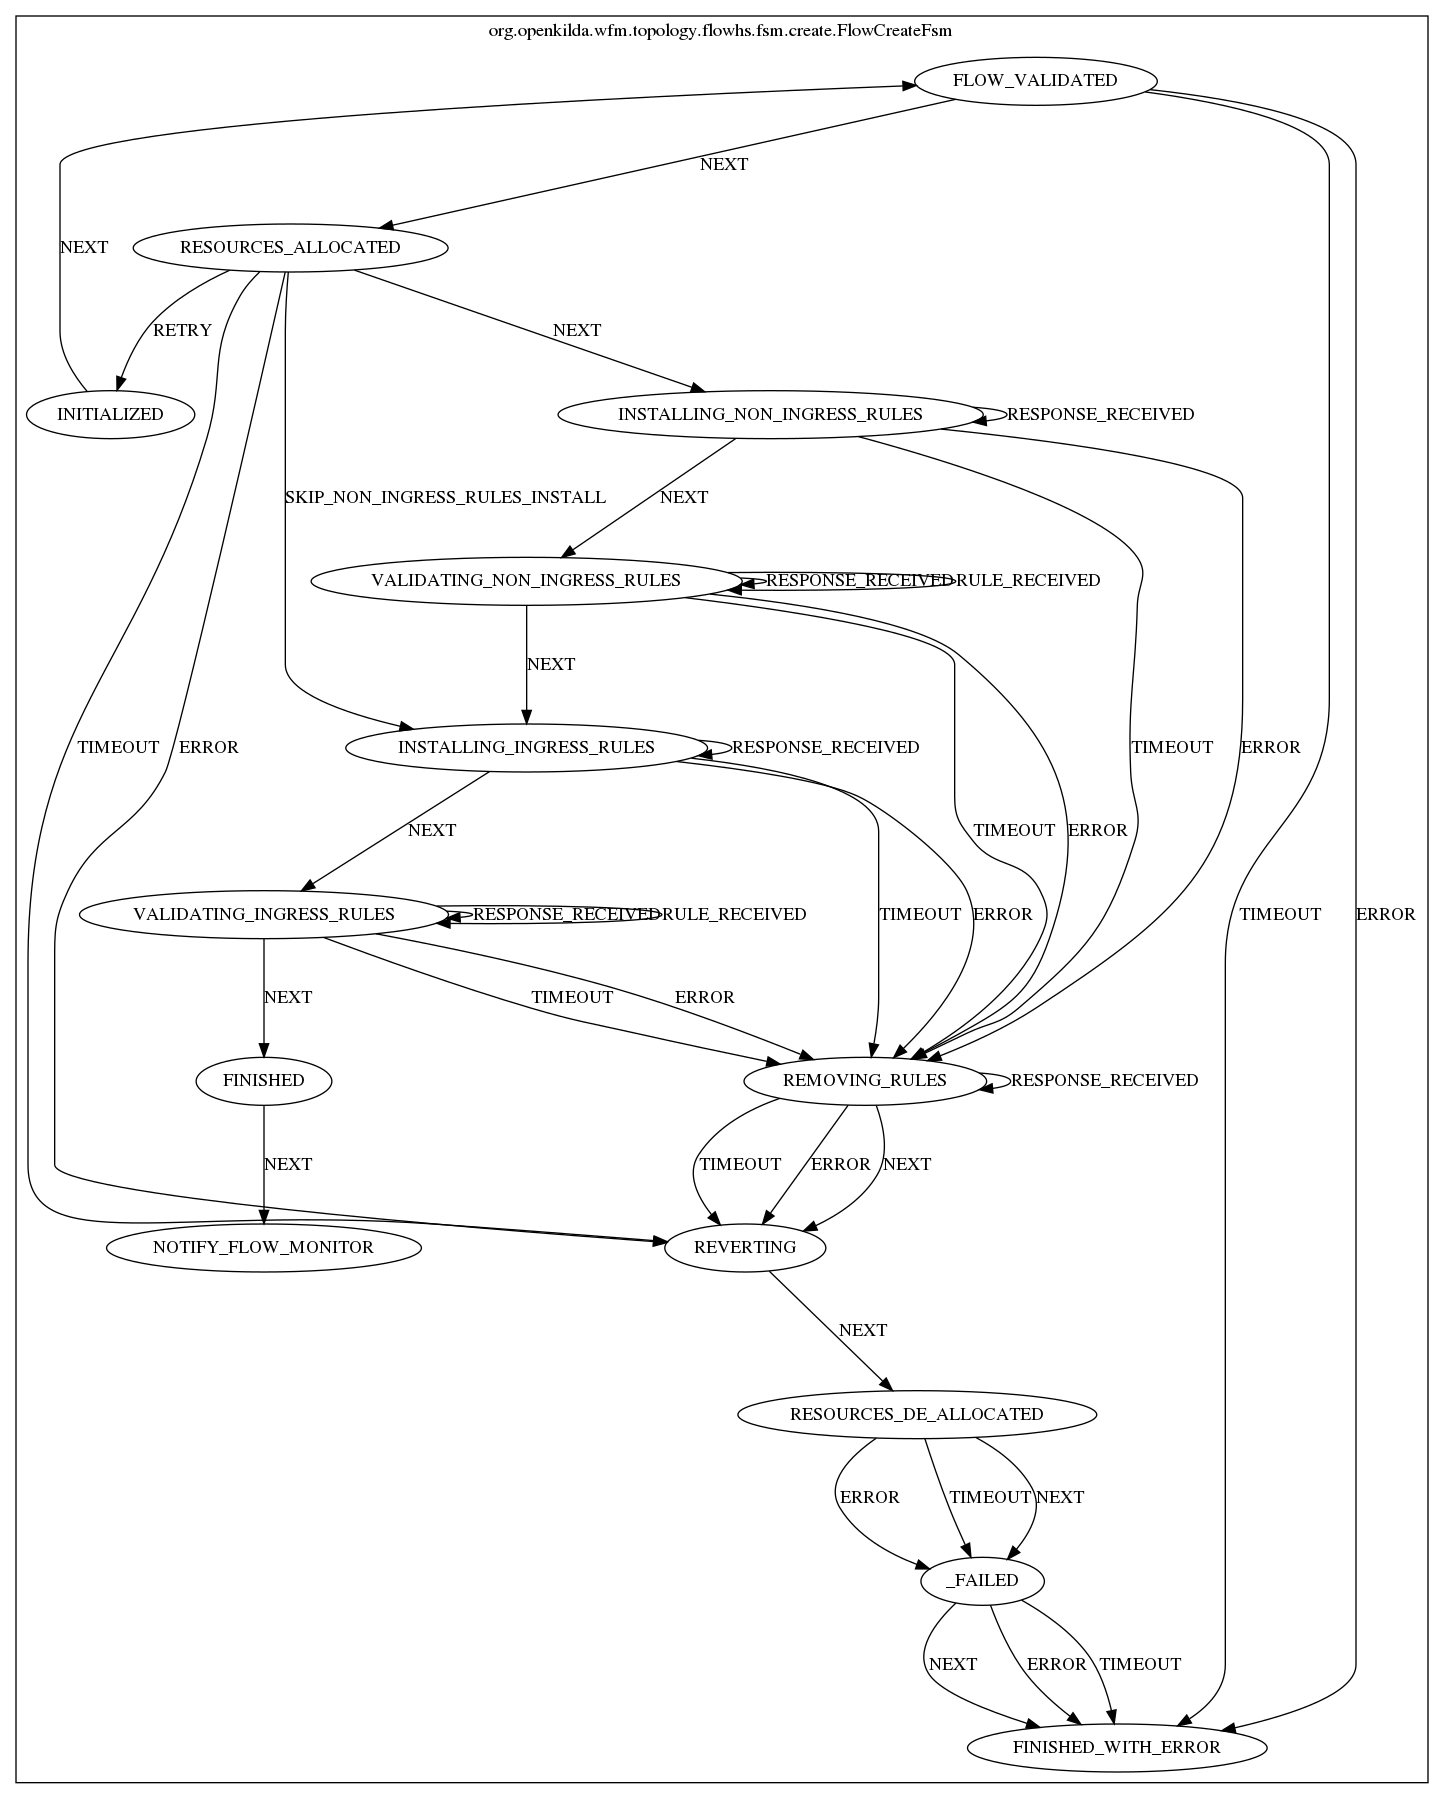 org.openkilda.wfm.topology.flowhs.fsm.create.FlowCreateFsm
FLOW_VALIDATED
NEXT
NEXT
RESOURCES_ALLOCATED
RETRY
NEXT
INITIALIZED
INSTALLING_NON_INGRESS_RULES
RESPONSE_RECEIVED
SKIP_NON_INGRESS_RULES_INSTALL
NEXT
VALIDATING_NON_INGRESS_RULES
RESPONSE_RECEIVED
RULE_RECEIVED
NEXT
TIMEOUT
ERROR
INSTALLING_INGRESS_RULES
RESPONSE_RECEIVED
TIMEOUT
ERROR
NEXT
TIMEOUT
ERROR
VALIDATING_INGRESS_RULES
RESPONSE_RECEIVED
RULE_RECEIVED
TIMEOUT
ERROR
TIMEOUT
ERROR
NEXT
TIMEOUT
ERROR
FINISHED
REMOVING_RULES
RESPONSE_RECEIVED
NEXT
TIMEOUT
ERROR
NEXT
NOTIFY_FLOW_MONITOR
REVERTING
NEXT
RESOURCES_DE_ALLOCATED
ERROR
TIMEOUT
NEXT
_FAILED
NEXT
ERROR
TIMEOUT
FINISHED_WITH_ERROR